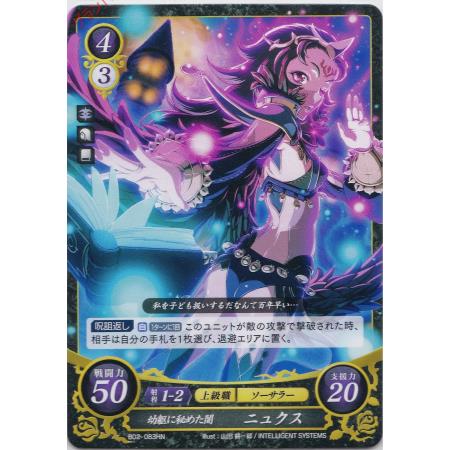 4
3
私を子ども扱いするだなんて百年早い…
呪詛返し 自 1ターンに1回 このユニットが敵の攻撃で撃破された時、
相手は自分の手札を1枚選び、退避エリアに置く。
戦闘力 50 射程 1-2 上級職 ソーサラー 支援力 20
幼軀に秘めた闇 ニュクス
B02-083HN illust : INTELLIGENT SYSTEMS